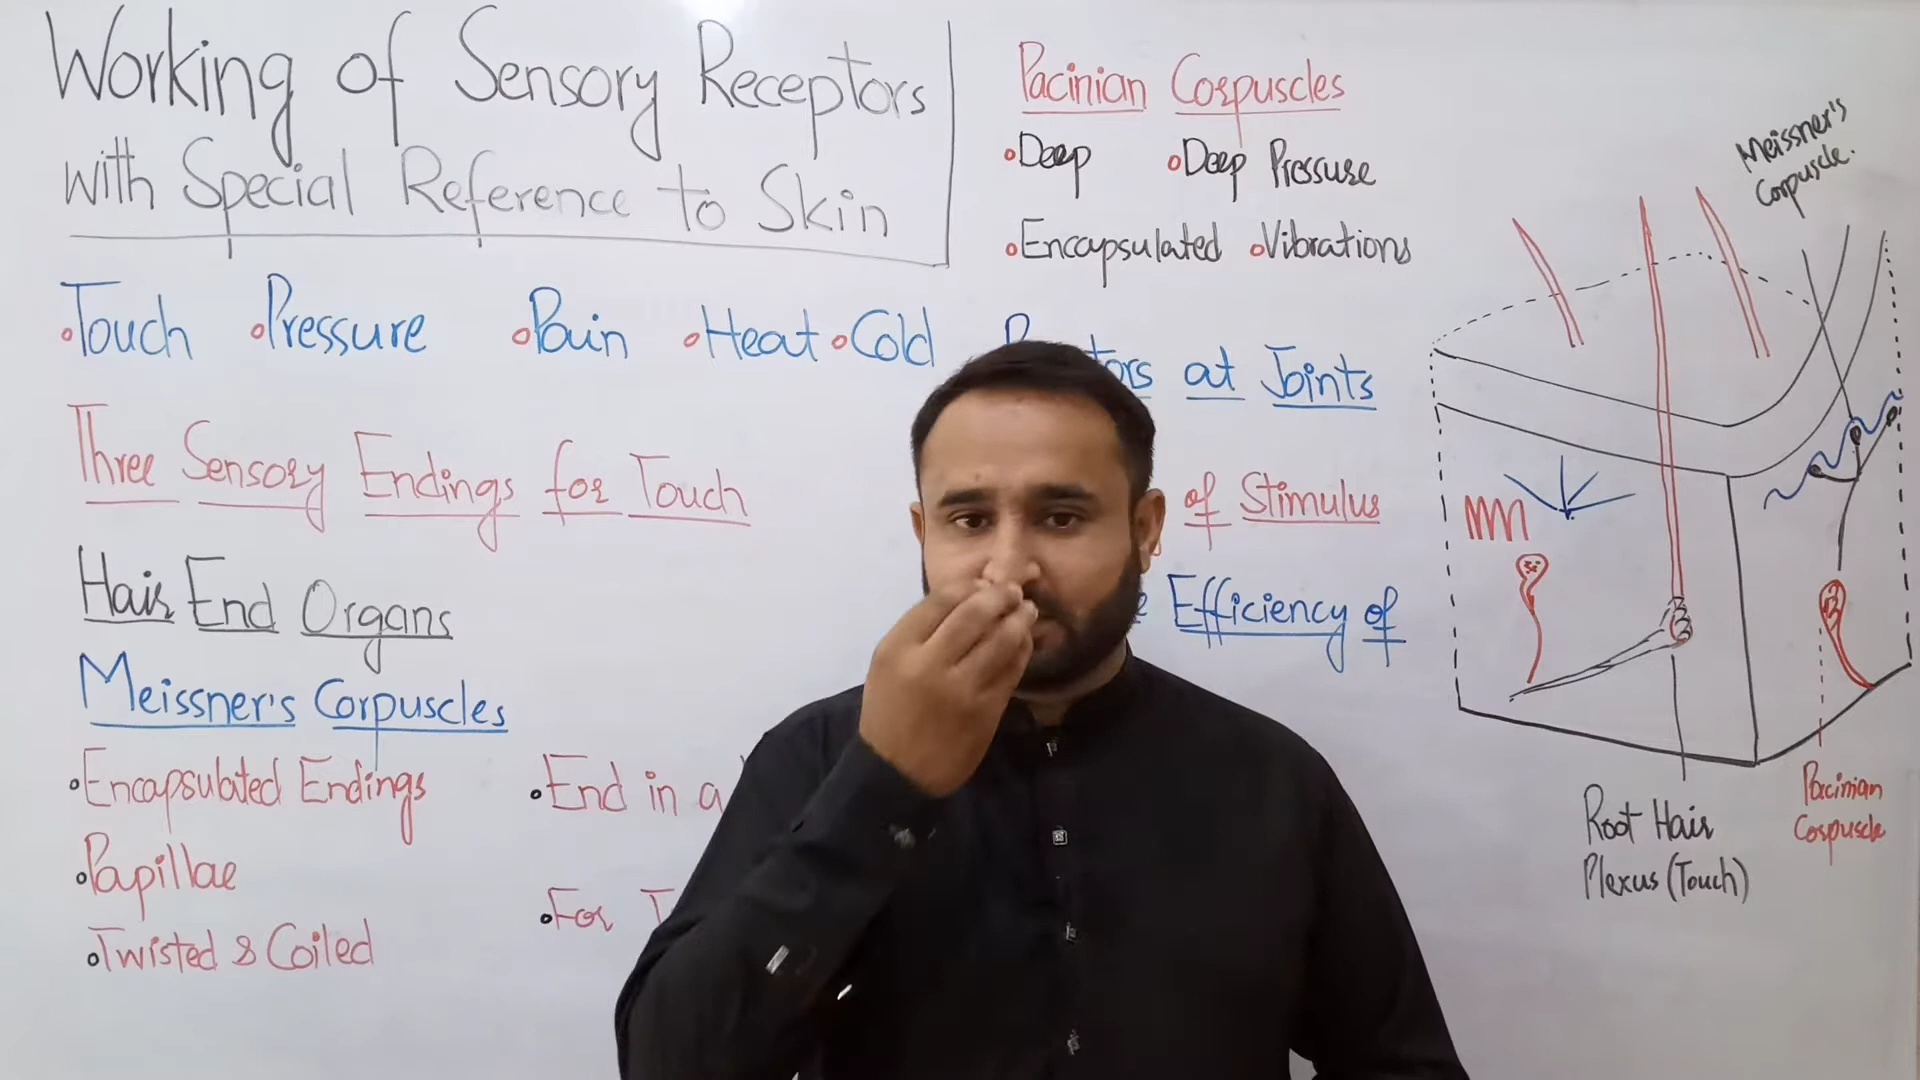 Working of Sensory Receptors
with Special Reference to Skin
Touch Pressure Pain Heat Cold
Three Sensory Endings for Touch
Hair End Organs
Meissner's Corpuscles
Encapsulated Endings
Papillae
Twisted & Coiled
End in a
For
Pacinian Corpuscles
Deep Deep Pressure
Encapsulated Vibrations
at Joints
of Stimulus
Efficiency of
Meissner's
Corpuscle.
Root Hair
Plexus (Touch)
Pacinian
Corpuscle